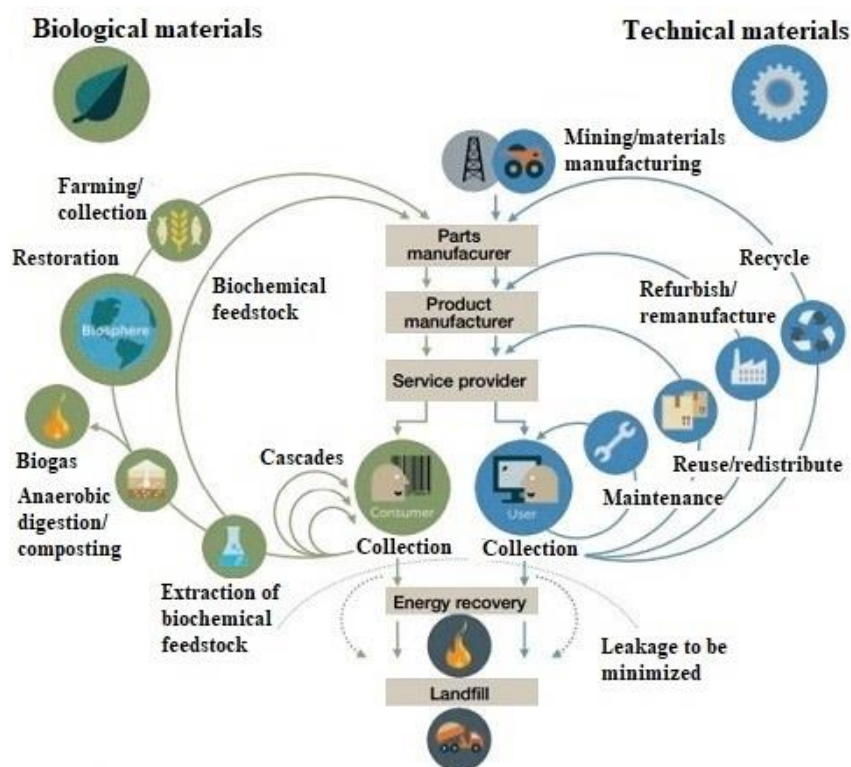 Biological materials
Technical materials
Mining/materials
manufacturing
Farming/
collection
Parts
manufacurer
Restoration
Recycle
Biochemical
feedstock
Refurbish/
remanufacture
Product
manufacturer
Biosphere
Service provider
Biogas
Cascades
Reuse/redistribute
Anaerobic
digestion/
composting
Maintenance
Consumer
User
Collection
Collection
Extraction of
biochemical
feedstock
Energy recovery
Leakage to be
minimized
Landfill